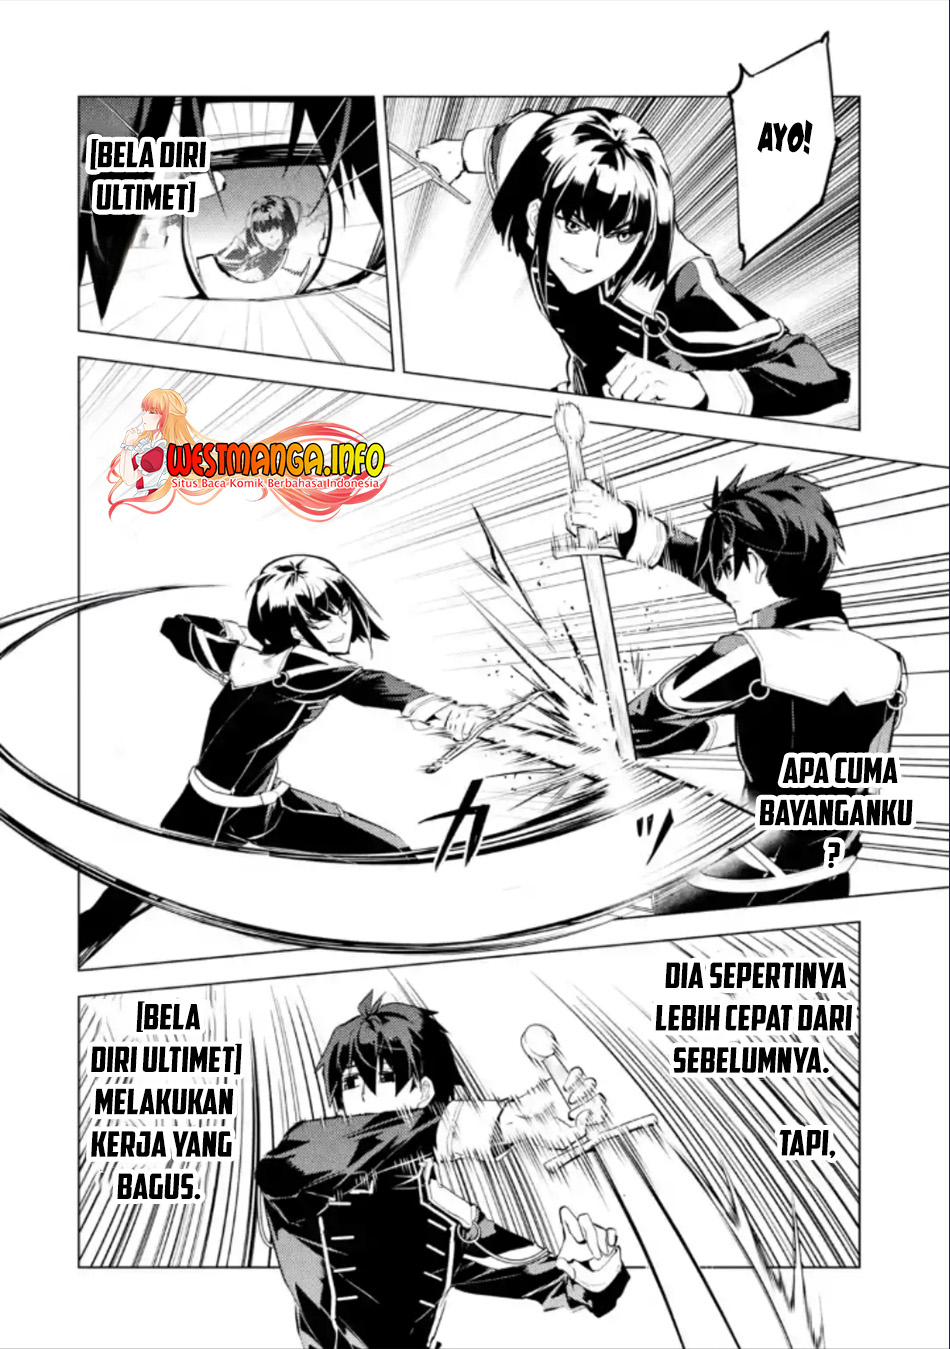 AYO!
[BELA DIRI
ULTIMET]
WESTMANGA.INFO
Situs Baca Komik Berbahasa Indonesia
ガッ
APA CUMA
BAYANGANKU
?
DIA SEPERTINYA
LEBIH CEPAT DARI
SEBELUMNYA.
TAPI,
[BELA
DIRI ULTIMET]
MELAKUKAN
KERJA YANG
BAGUS.